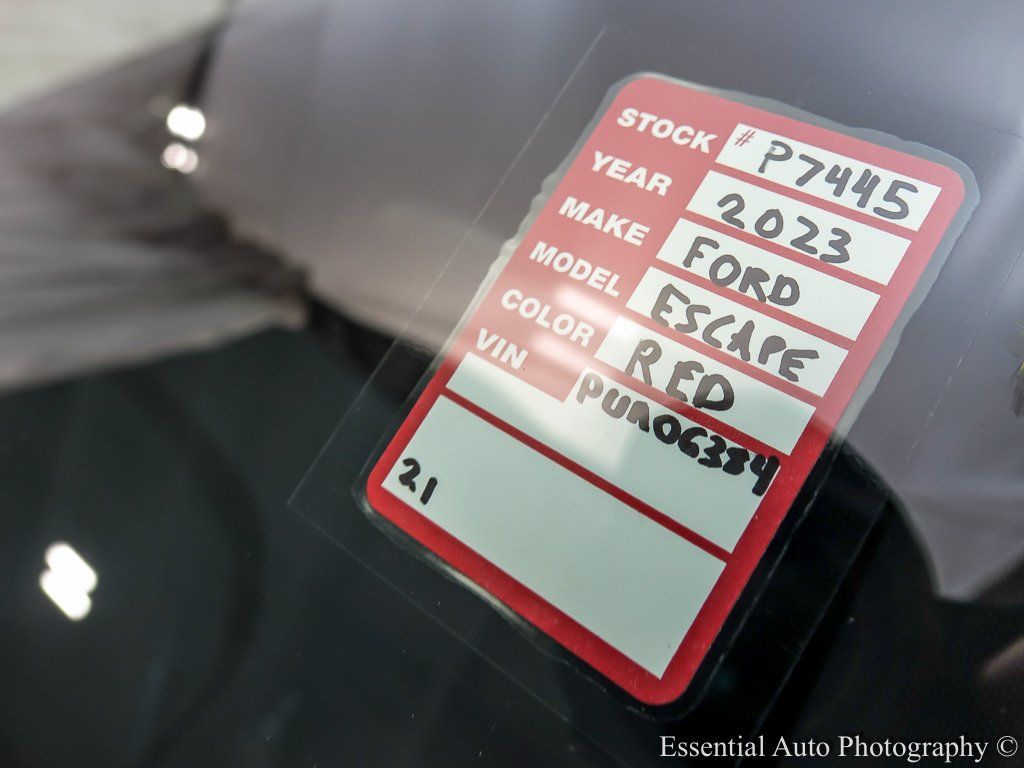 STOCK # P7445
YEAR 2023
MAKE FORD
MODEL ESCAPE
COLOR RED
VIN PUA06384
21
Essential Auto Photography ©